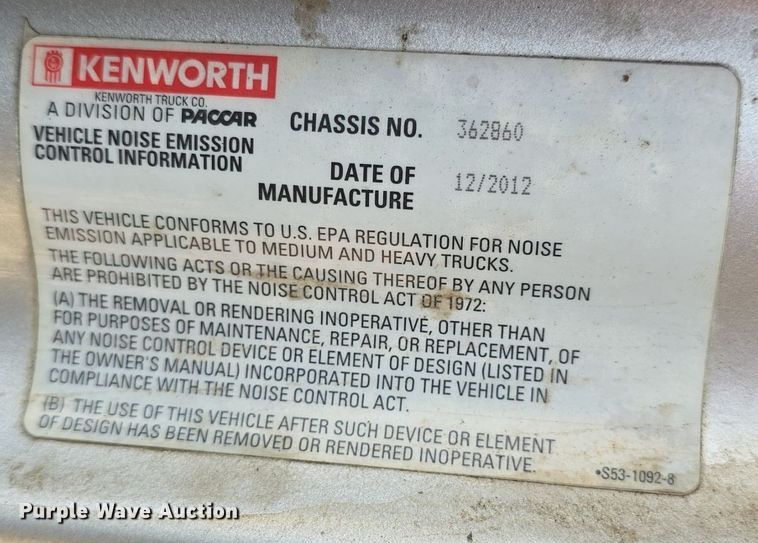 KENWORTH
KENWORTH TRUCK CO.
A DIVISION OF PACCAR
CHASSIS NO. 362860
VEHICLE NOISE EMISSION
CONTROL INFORMATION
DATE OF
MANUFACTURE 12/2012
THIS VEHICLE CONFORMS TO U.S. EPA REGULATION FOR NOISE
EMISSION APPLICABLE TO MEDIUM AND HEAVY TRUCKS.
THE FOLLOWING ACTS OR THE CAUSING THEREOF BY ANY PERSON
ARE PROHIBITED BY THE NOISE CONTROL ACT OF 1972:
(A) THE REMOVAL OR RENDERING INOPERATIVE, OTHER THAN
FOR PURPOSES OF MAINTENANCE, REPAIR, OR REPLACEMENT, OF
ANY NOISE CONTROL DEVICE OR ELEMENT OF DESIGN (LISTED IN
THE OWNER'S MANUAL) INCORPORATED INTO THE VEHICLE IN
COMPLIANCE WITH THE NOISE CONTROL ACT.
(B) THE USE OF THIS VEHICLE AFTER SUCH DEVICE OR ELEMENT
OF DESIGN HAS BEEN REMOVED OR RENDERED INOPERATIVE.
•S53-1092-8
Purple Wave Auction